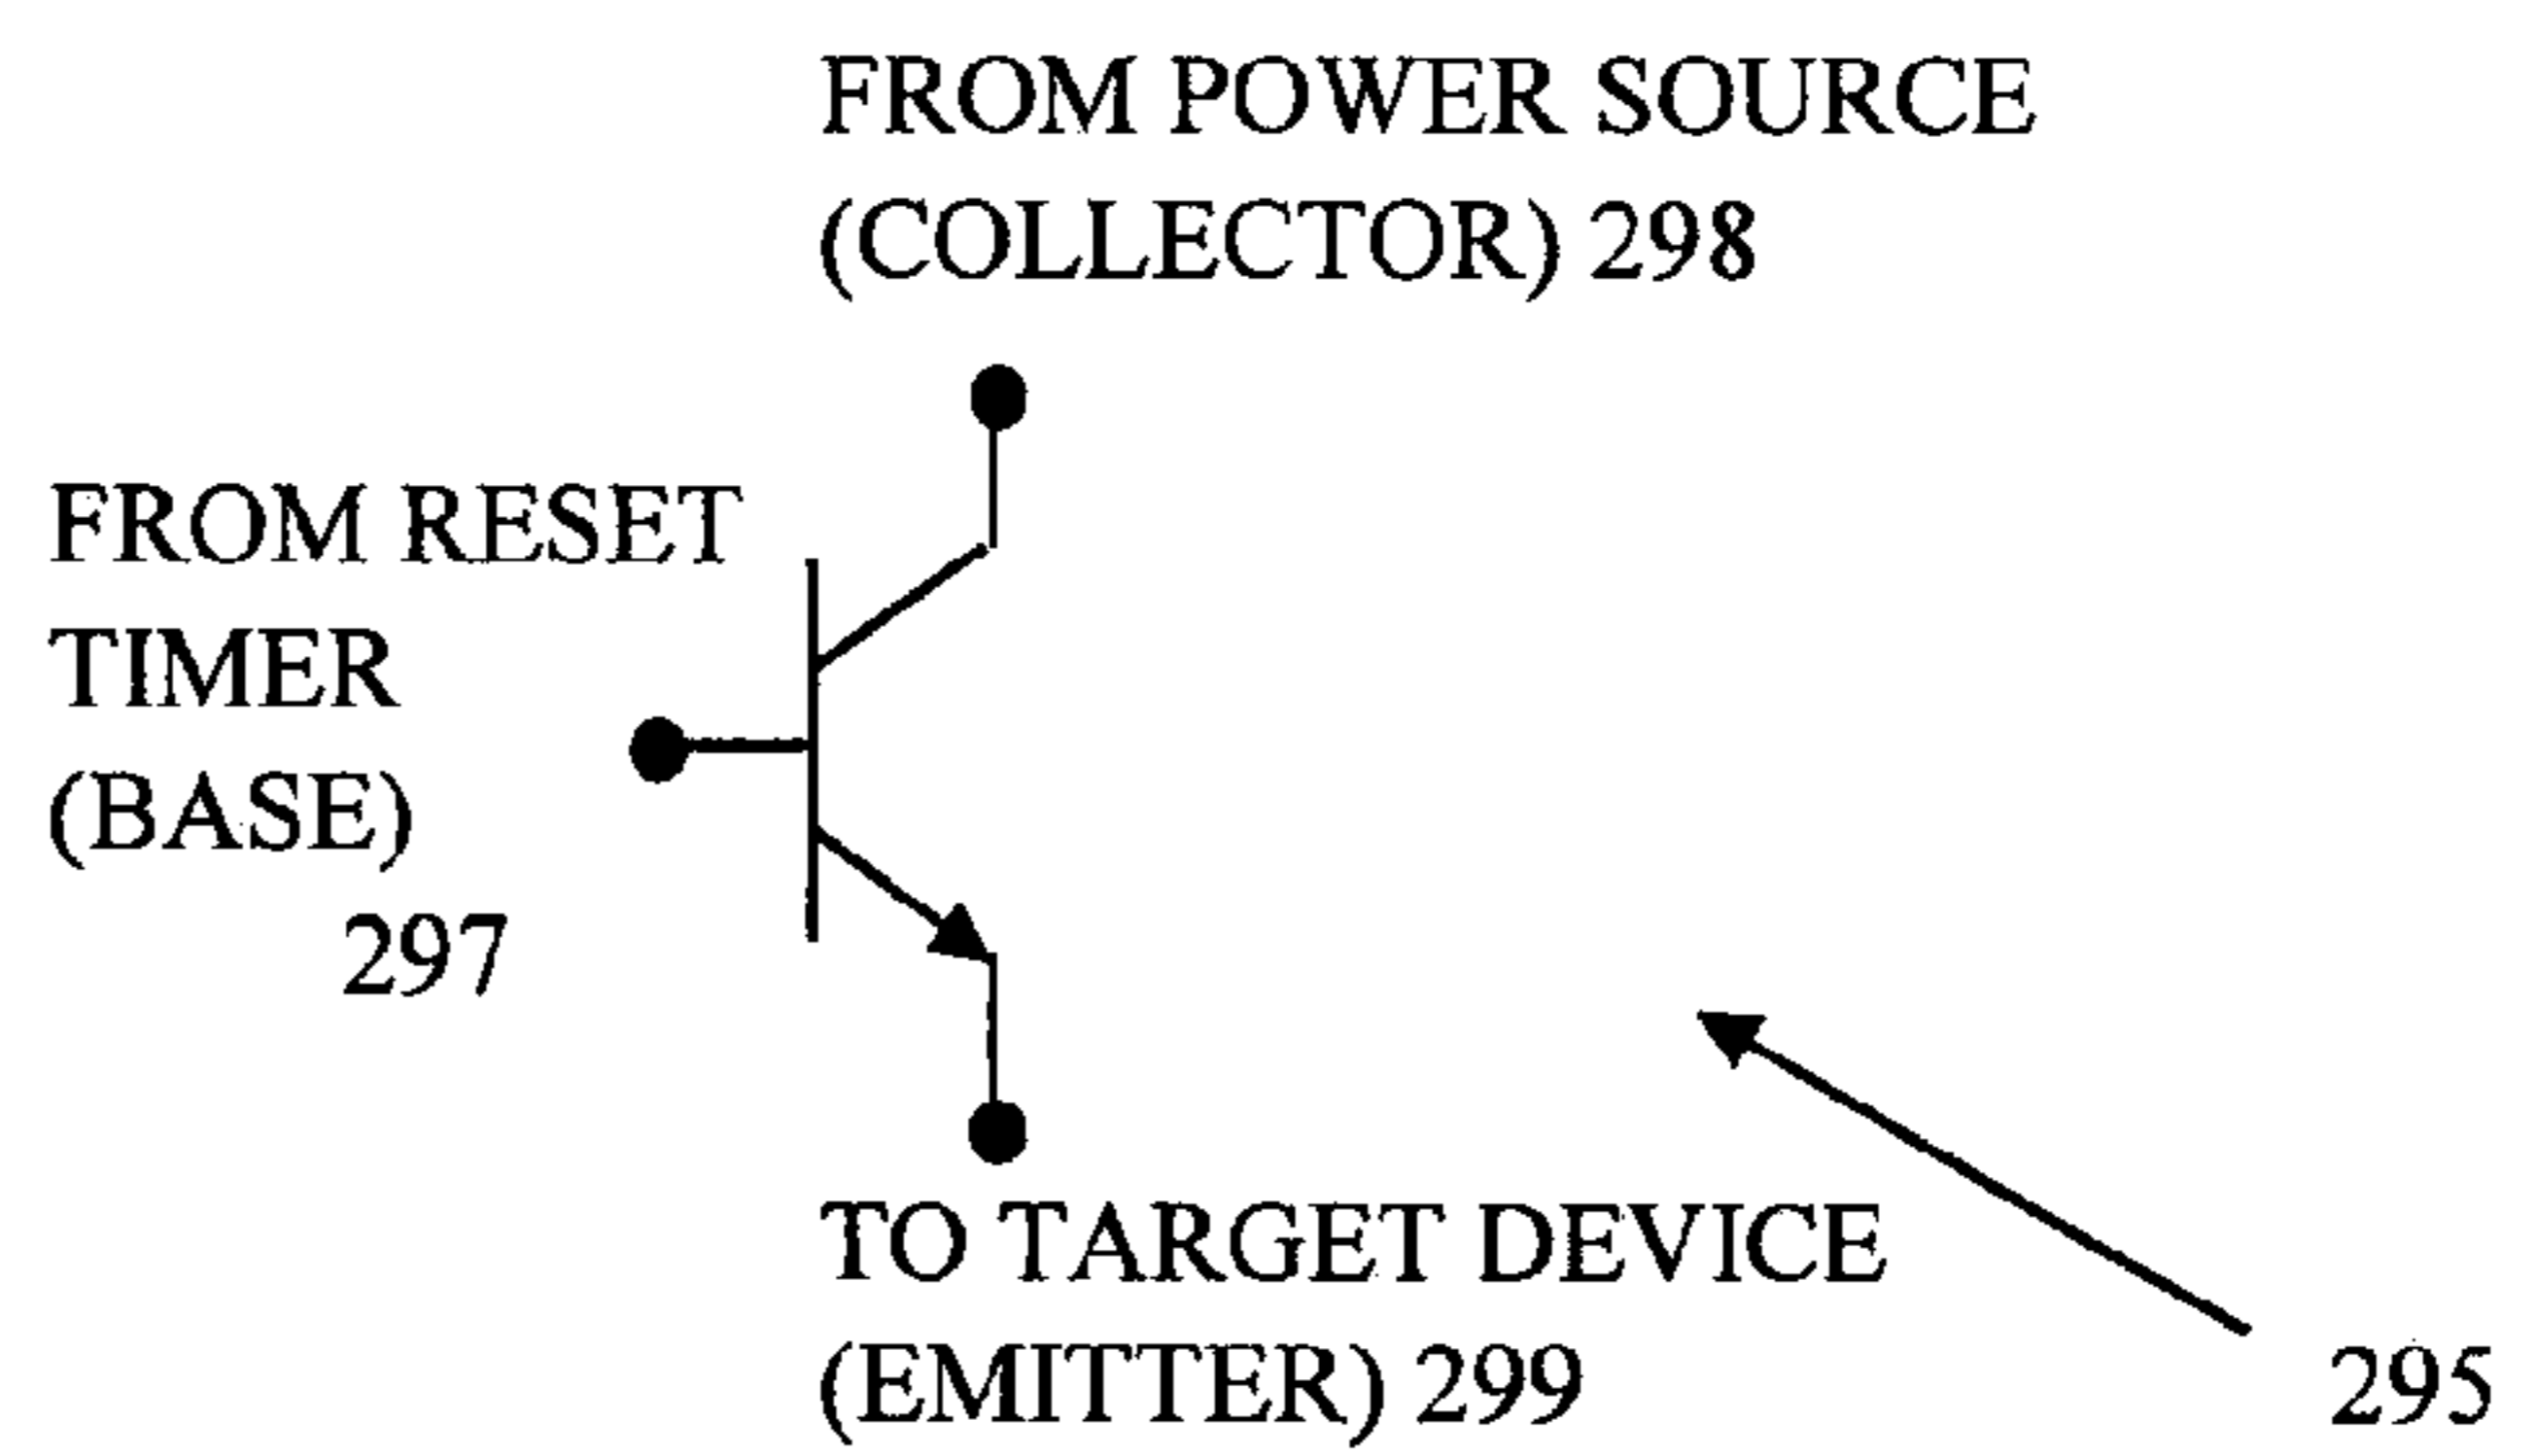 FROM POWER SOURCE
(COLLECTOR) 298
FROM RESET
TIMER
(BASE)
297
TO TARGET DEVICE
(EMITTER) 299
295